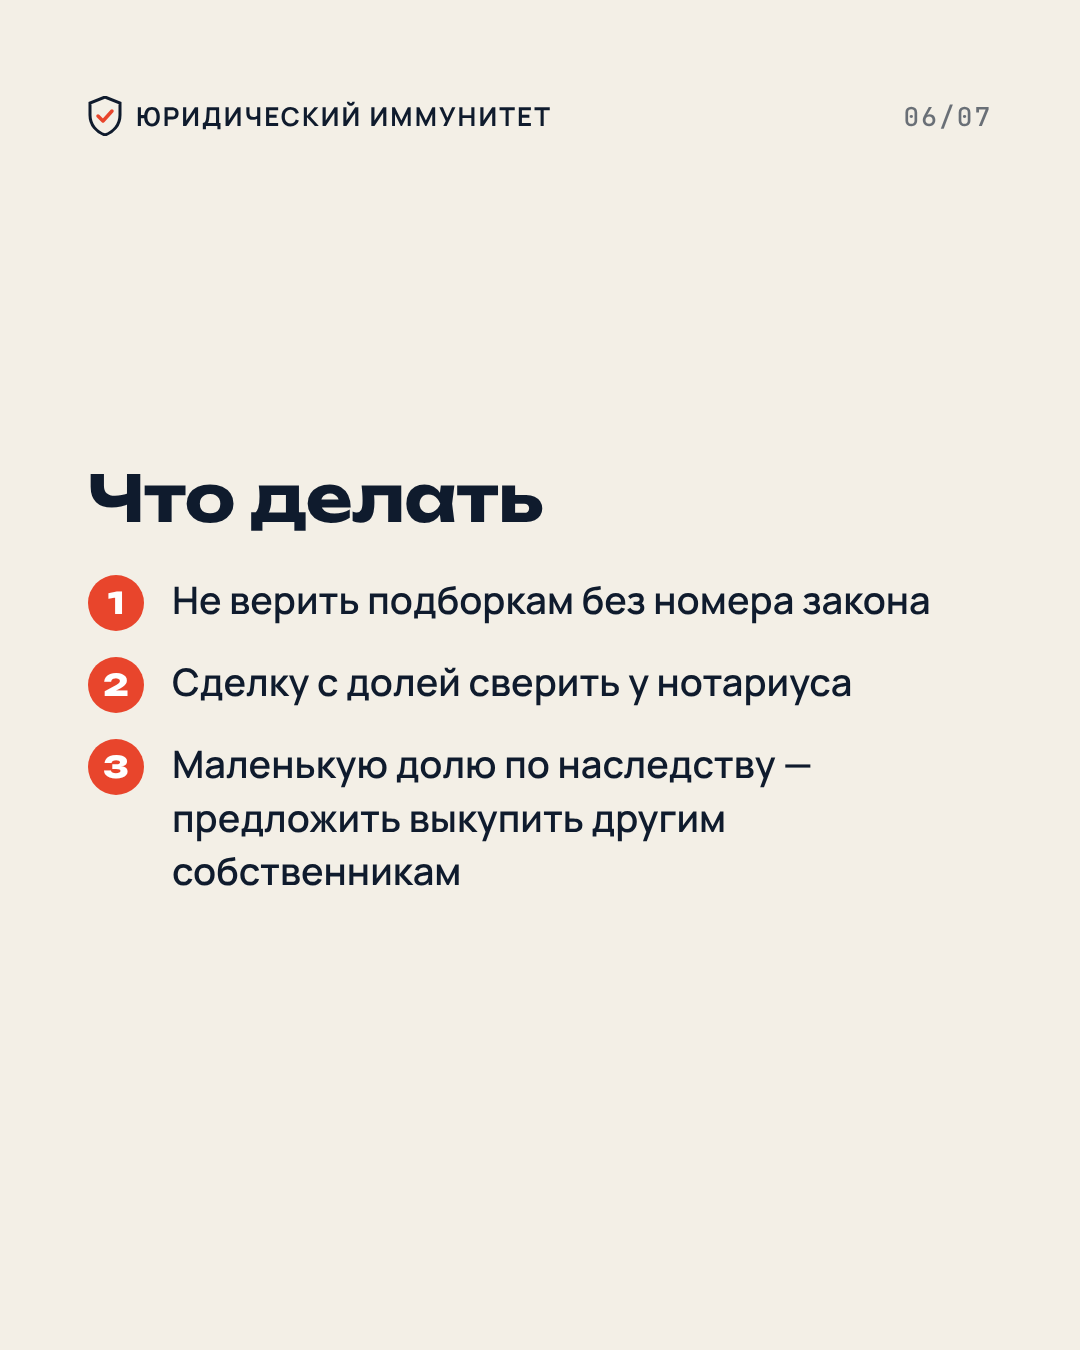 ЮРИДИЧЕСКИЙ ИММУНИТЕТ
06/07
Что делать
1 Не верить подборкам без номера закона
2 Сделку с долей сверить у нотариуса
3 Маленькую долю по наследству —
предложить выкупить другим
собственникам